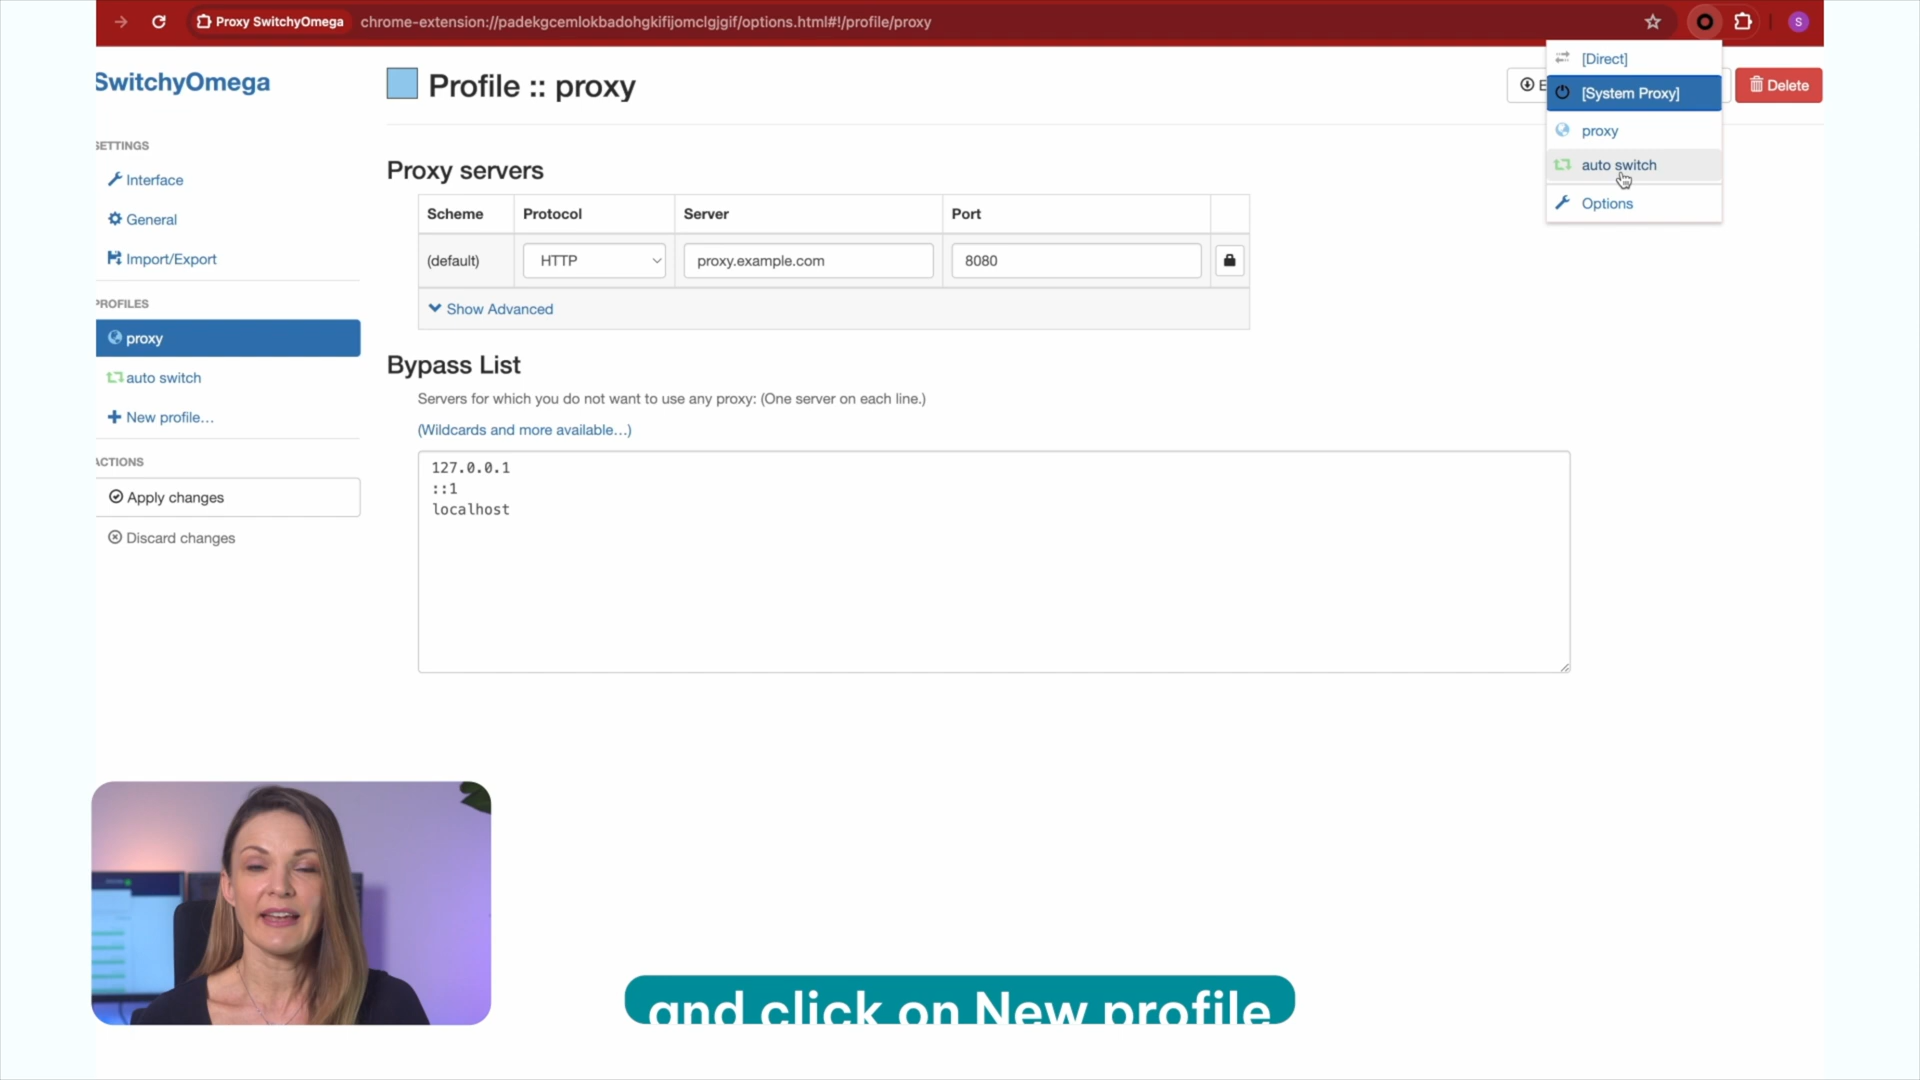 Proxy SwitchyOmega chrome-extension://padekgcemlokbadohgkifijomclgjgif/options.html#!/profile/proxy S
SwitchyOmega
SETTINGS
Interface
General
Import/Export
PROFILES
proxy
auto switch
New profile…
ACTIONS
Apply changes
Discard changes
Profile :: proxy
Delete
[Direct]
[System Proxy]
proxy
auto switch
Options
Proxy servers
Scheme Protocol Server Port
(default) HTTP proxy.example.com 8080
Show Advanced
Bypass List
Servers for which you do not want to use any proxy: (One server on each line.)
(Wildcards and more available…)
127.0.0.1
::1
localhost
and click on New profile